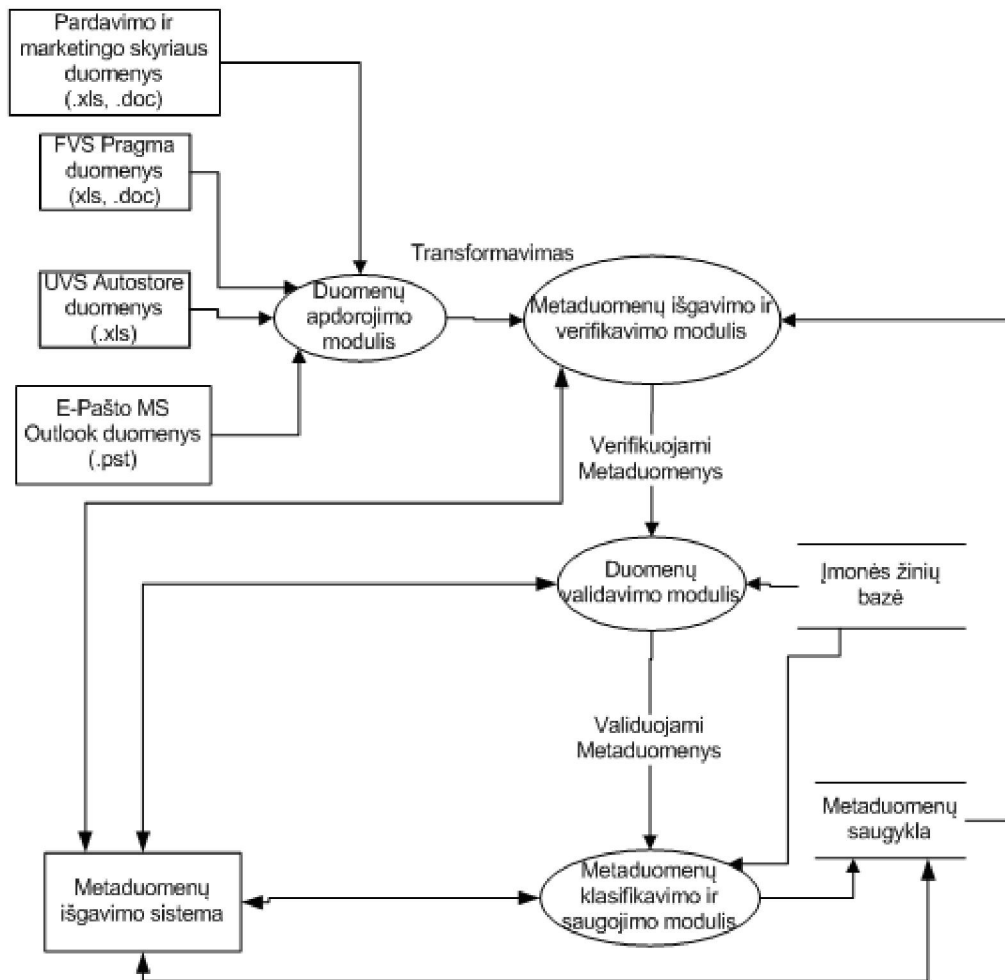 Pardavimo ir
marketingo skyriaus
duomenys
(.xls, .doc)
FVS Pragma
duomenys
(xls, .doc)
UVS Autostore
duomenys
(.xls)
E-Pašto MS
Outlook duomenys
(.pst)
Duomenų
apdorojimo
modulis
Transformavimas
Metaduomenų išgavimo ir
verifikavimo modulis
Verifikuojami
Metaduomenys
Duomenų
validavimo modulis
Įmonės žinių
bazė
Validuojami
Metaduomenys
Metaduomenų
saugykla
Metaduomenų
išgavimo sistema
Metaduomenų
klasifikavimo ir
saugojimo modulis